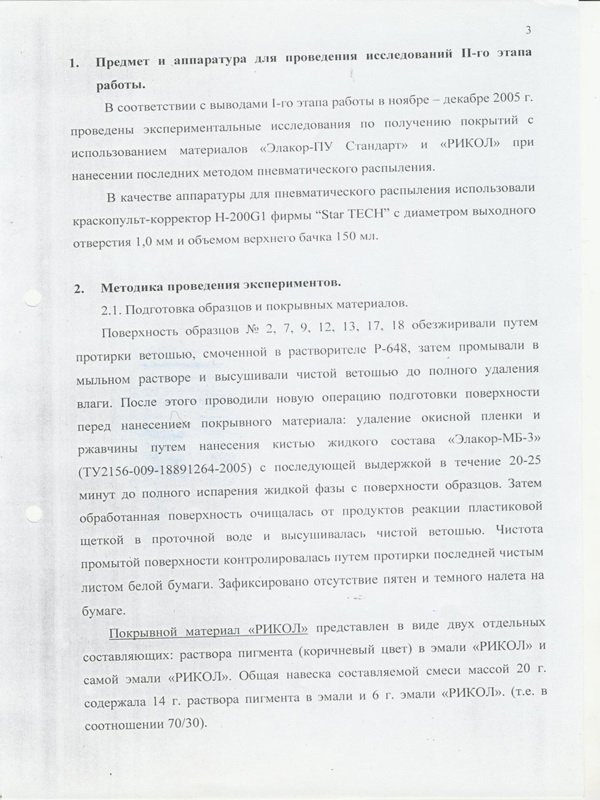 3
1. Предмет и аппаратура для проведения исследований II-го этапа
работы.
В соответствии с выводами I-го этапа работы в ноябре – декабре 2005 г.
проведены экспериментальные исследования по получению покрытий с
использованием материалов «Элакор-ПУ Стандарт» и «РИКОЛ» при
нанесении последних методом пневматического распыления.
В качестве аппаратуры для пневматического распыления использовали
краскопульт-корректор H-200G1 фирмы “Star TECH” с диаметром выходного
отверстия 1,0 мм и объемом верхнего бачка 150 мл.
2. Методика проведения экспериментов.
2.1. Подготовка образцов и покрывных материалов.
Поверхность образцов № 2, 7, 9, 12, 13, 17, 18 обезжиривали путем
протирки ветошью, смоченной в растворителе Р-648, затем промывали в
мыльном растворе и высушивали чистой ветошью до полного удаления
влаги. После этого проводили новую операцию подготовки поверхности
перед нанесением покрывного материала: удаление окисной пленки и
ржавчины путем нанесения кистью жидкого состава «Элакор-МБ-3»
(ТУ2156-009-18891264-2005) с последующей выдержкой в течение 20-25
минут до полного испарения жидкой фазы с поверхности образцов. Затем
обработанная поверхность очищалась от продуктов реакции пластиковой
щеткой в проточной воде и высушивалась чистой ветошью. Чистота
промытой поверхности контролировалась путем протирки последней чистым
листом белой бумаги. Зафиксировано отсутствие пятен и темного налета на
бумаге.
Покрывной материал «РИКОЛ» представлен в виде двух отдельных
составляющих: раствора пигмента (коричневый цвет) в эмали «РИКОЛ» и
самой эмали «РИКОЛ». Общая навеска составляемой смеси массой 20 г.
содержала 14 г. раствора пигмента в эмали и 6 г. эмали «РИКОЛ». (т.е. в
соотношении 70/30).